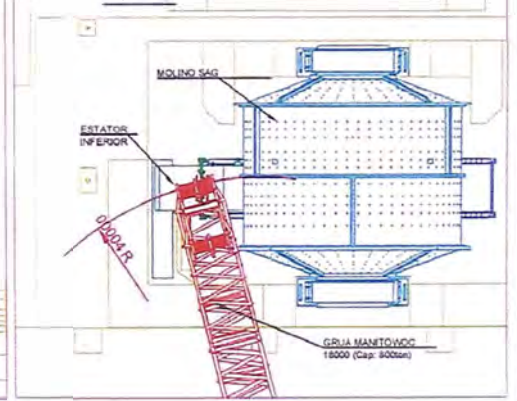 MOLINO SAG
ESTATOR
INFERIOR
GRUA MANITOWOC
18000 (Cap: 800ton)